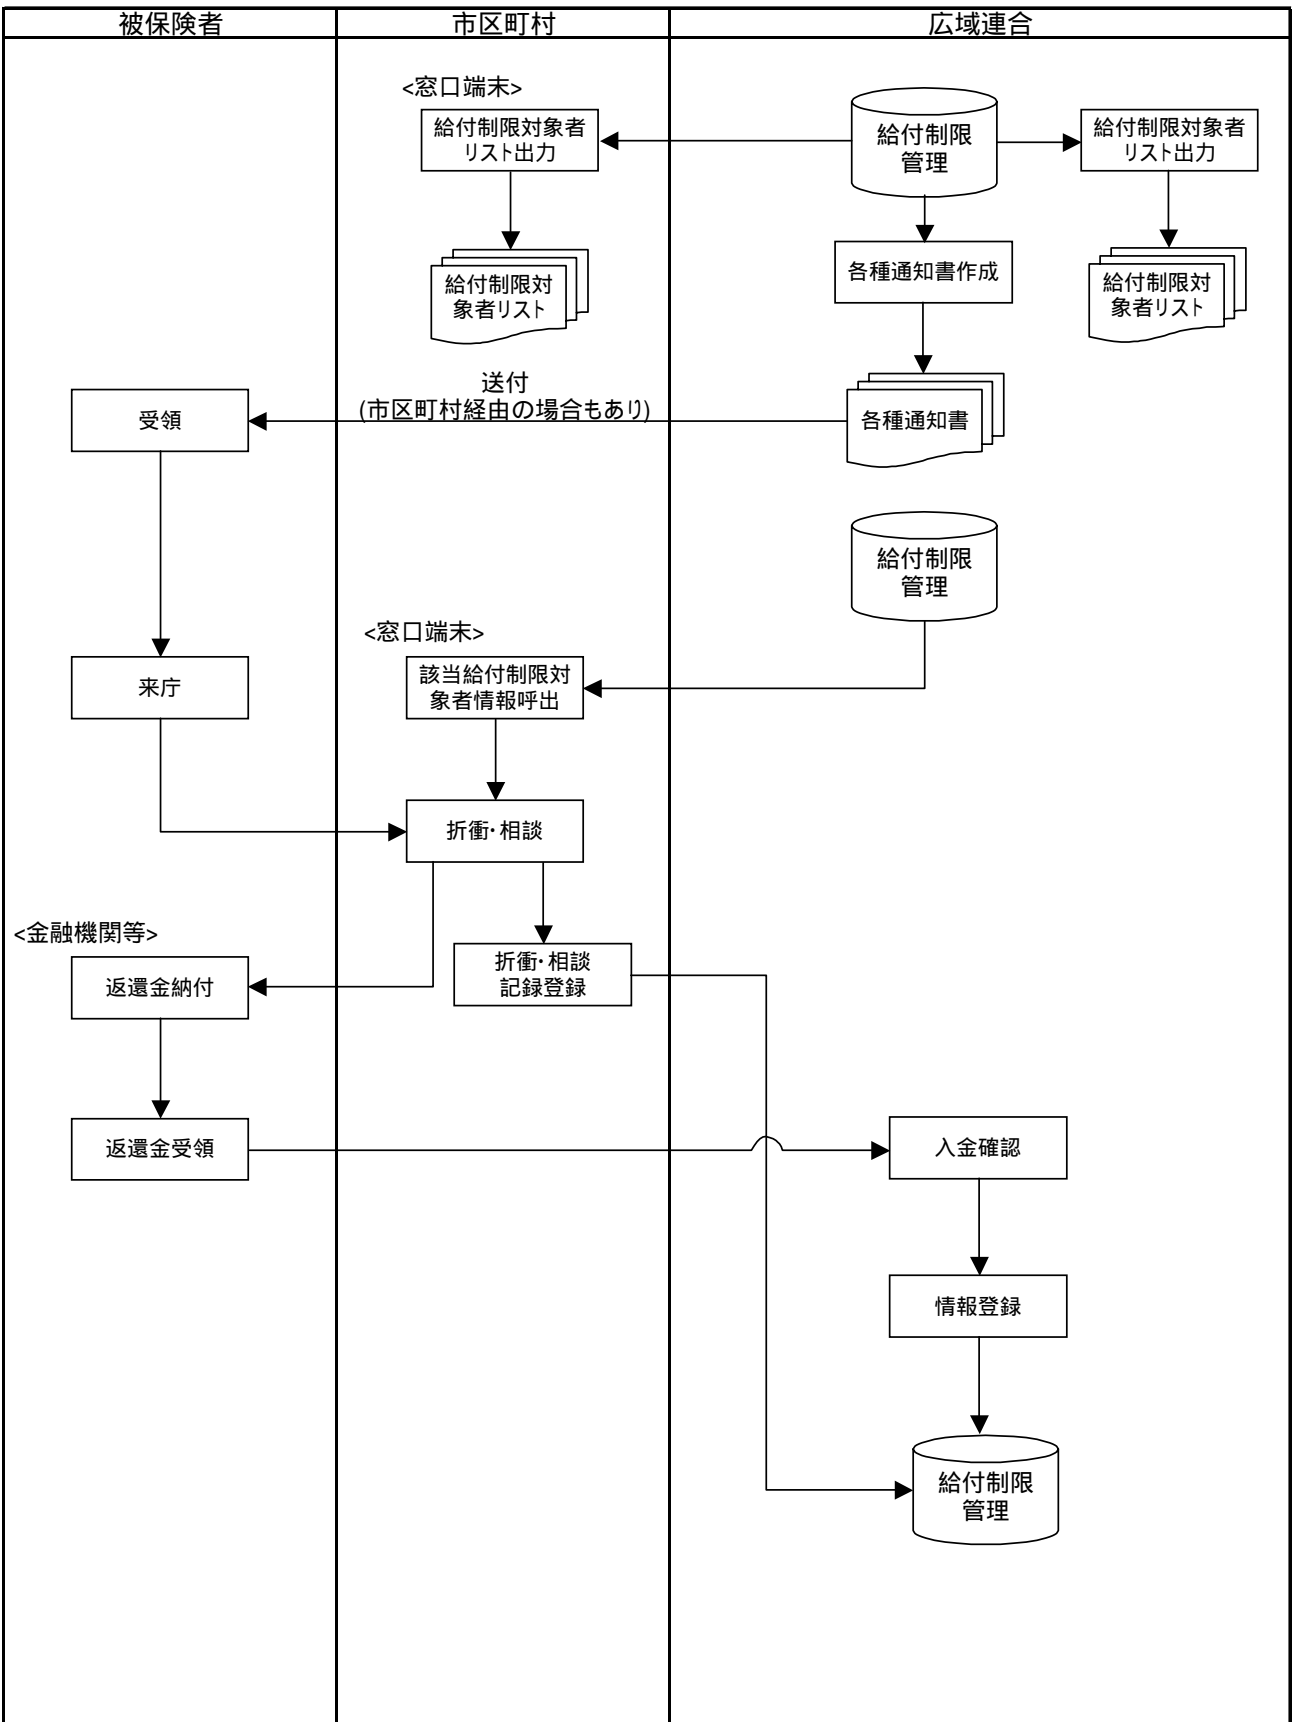 被保険者
市区町村
広域連合
<窓口端末>
給付制限対象者
リスト出力
給付制限
管理
給付制限対象者
リスト出力
給付制限対
象者リスト
各種通知書作成
給付制限対
象者リスト
送付
(市区町村経由の場合もあり)
受領
各種通知書
給付制限
管理
<窓口端末>
来庁
該当給付制限対
象者情報呼出
折衝・相談
<金融機関等>
返還金納付
折衝・相談
記録登録
返還金受領
入金確認
情報登録
給付制限
管理